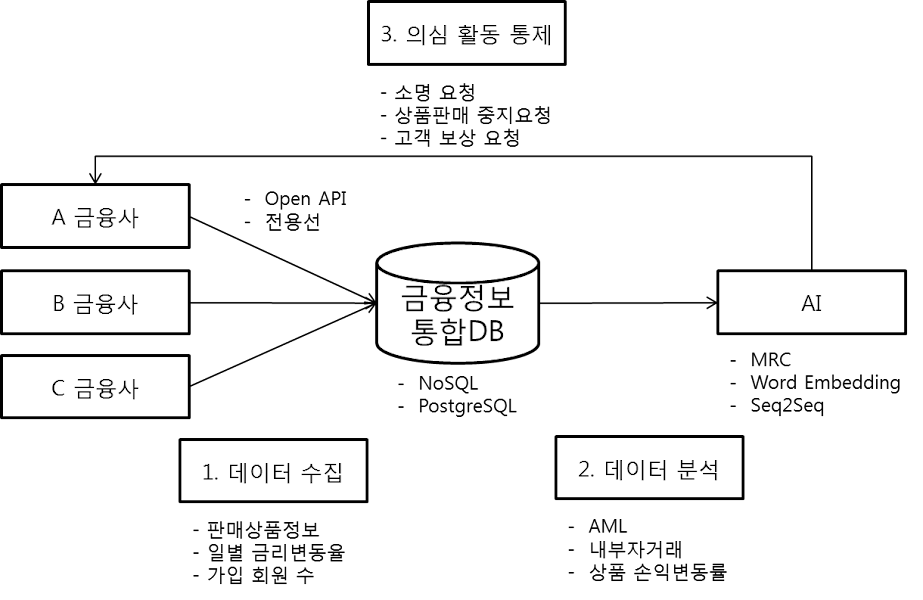 3. 의심 활동 통제
- 소명 요청
- 상품판매 중지요청
- 고객 보상 요청
A 금융사
- Open API
- 전용선
B 금융사
금융정보
통합DB
AI
C 금융사
- NoSQL
- PostgreSQL
- MRC
- Word Embedding
- Seq2Seq
1. 데이터 수집
- 판매상품정보
- 일별 금리변동율
- 가입 회원 수
2. 데이터 분석
- AML
- 내부자거래
- 상품 손익변동률